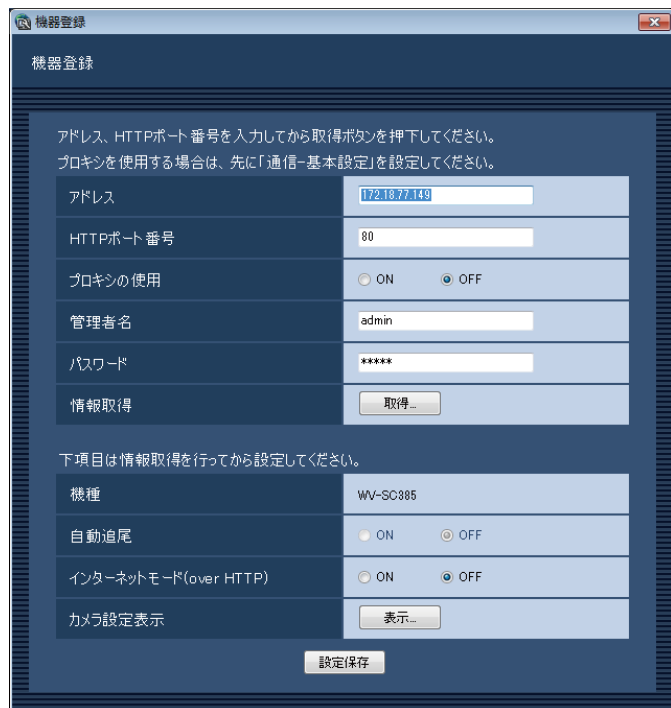 機器登録
機器登録
アドレス、HTTPポート番号を入力してから取得ボタンを押下してください。
プロキシを使用する場合は、先に「通信-基本設定」を設定してください。
アドレス 172.18.77.149
HTTPポート番号 80
プロキシの使用 ON OFF
管理者名 admin
パスワード *****
情報取得 取得...
下項目は情報取得を行ってから設定してください。
機種 WV-SC385
自動追尾 ON OFF
インターネットモード(over HTTP) ON OFF
カメラ設定表示 表示...
設定保存